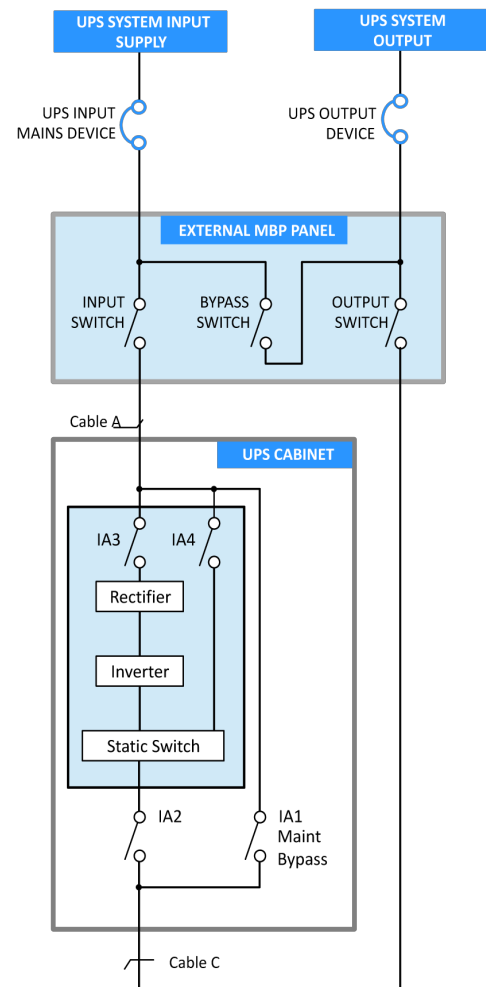 UPS SYSTEM INPUT
SUPPLY
UPS SYSTEM
OUTPUT
UPS INPUT
MAINS DEVICE
UPS OUTPUT
DEVICE
EXTERNAL MBP PANEL
INPUT
SWITCH
BYPASS
SWITCH
OUTPUT
SWITCH
Cable A
UPS CABINET
IA3
IA4
Rectifier
Inverter
Static Switch
IA2
IA1
Maint
Bypass
Cable C